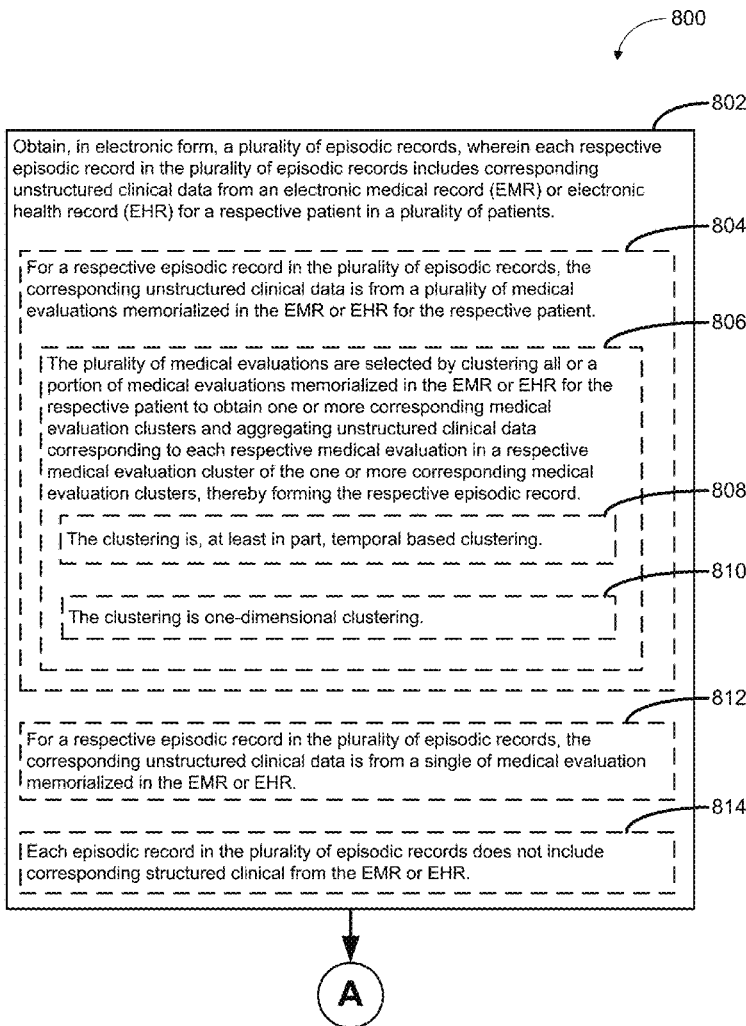 800
802
Obtain, in electronic form, a plurality of episodic records, wherein each respective
episodic record in the plurality of episodic records includes corresponding
unstructured clinical data from an electronic medical record (EMR) or electronic
health record (EHR) for a respective patient in a plurality of patients.
804
For a respective episodic record in the plurality of episodic records, the
corresponding unstructured clinical data is from a plurality of medical
evaluations memorialized in the EMR or EHR for the respective patient.
806
The plurality of medical evaluations are selected by clustering all or a
portion of medical evaluations memorialized in the EMR or EHR for the
respective patient to obtain one or more corresponding medical
evaluation clusters and aggregating unstructured clinical data
corresponding to each respective medical evaluation in a respective
medical evaluation cluster of the one or more corresponding medical
evaluation clusters, thereby forming the respective episodic record.
808
The clustering is, at least in part, temporal based clustering.
810
The clustering is one-dimensional clustering.
812
For a respective episodic record in the plurality of episodic records, the
corresponding unstructured clinical data is from a single of medical evaluation
memorialized in the EMR or EHR.
814
Each episodic record in the plurality of episodic records does not include
corresponding structured clinical from the EMR or EHR.
A